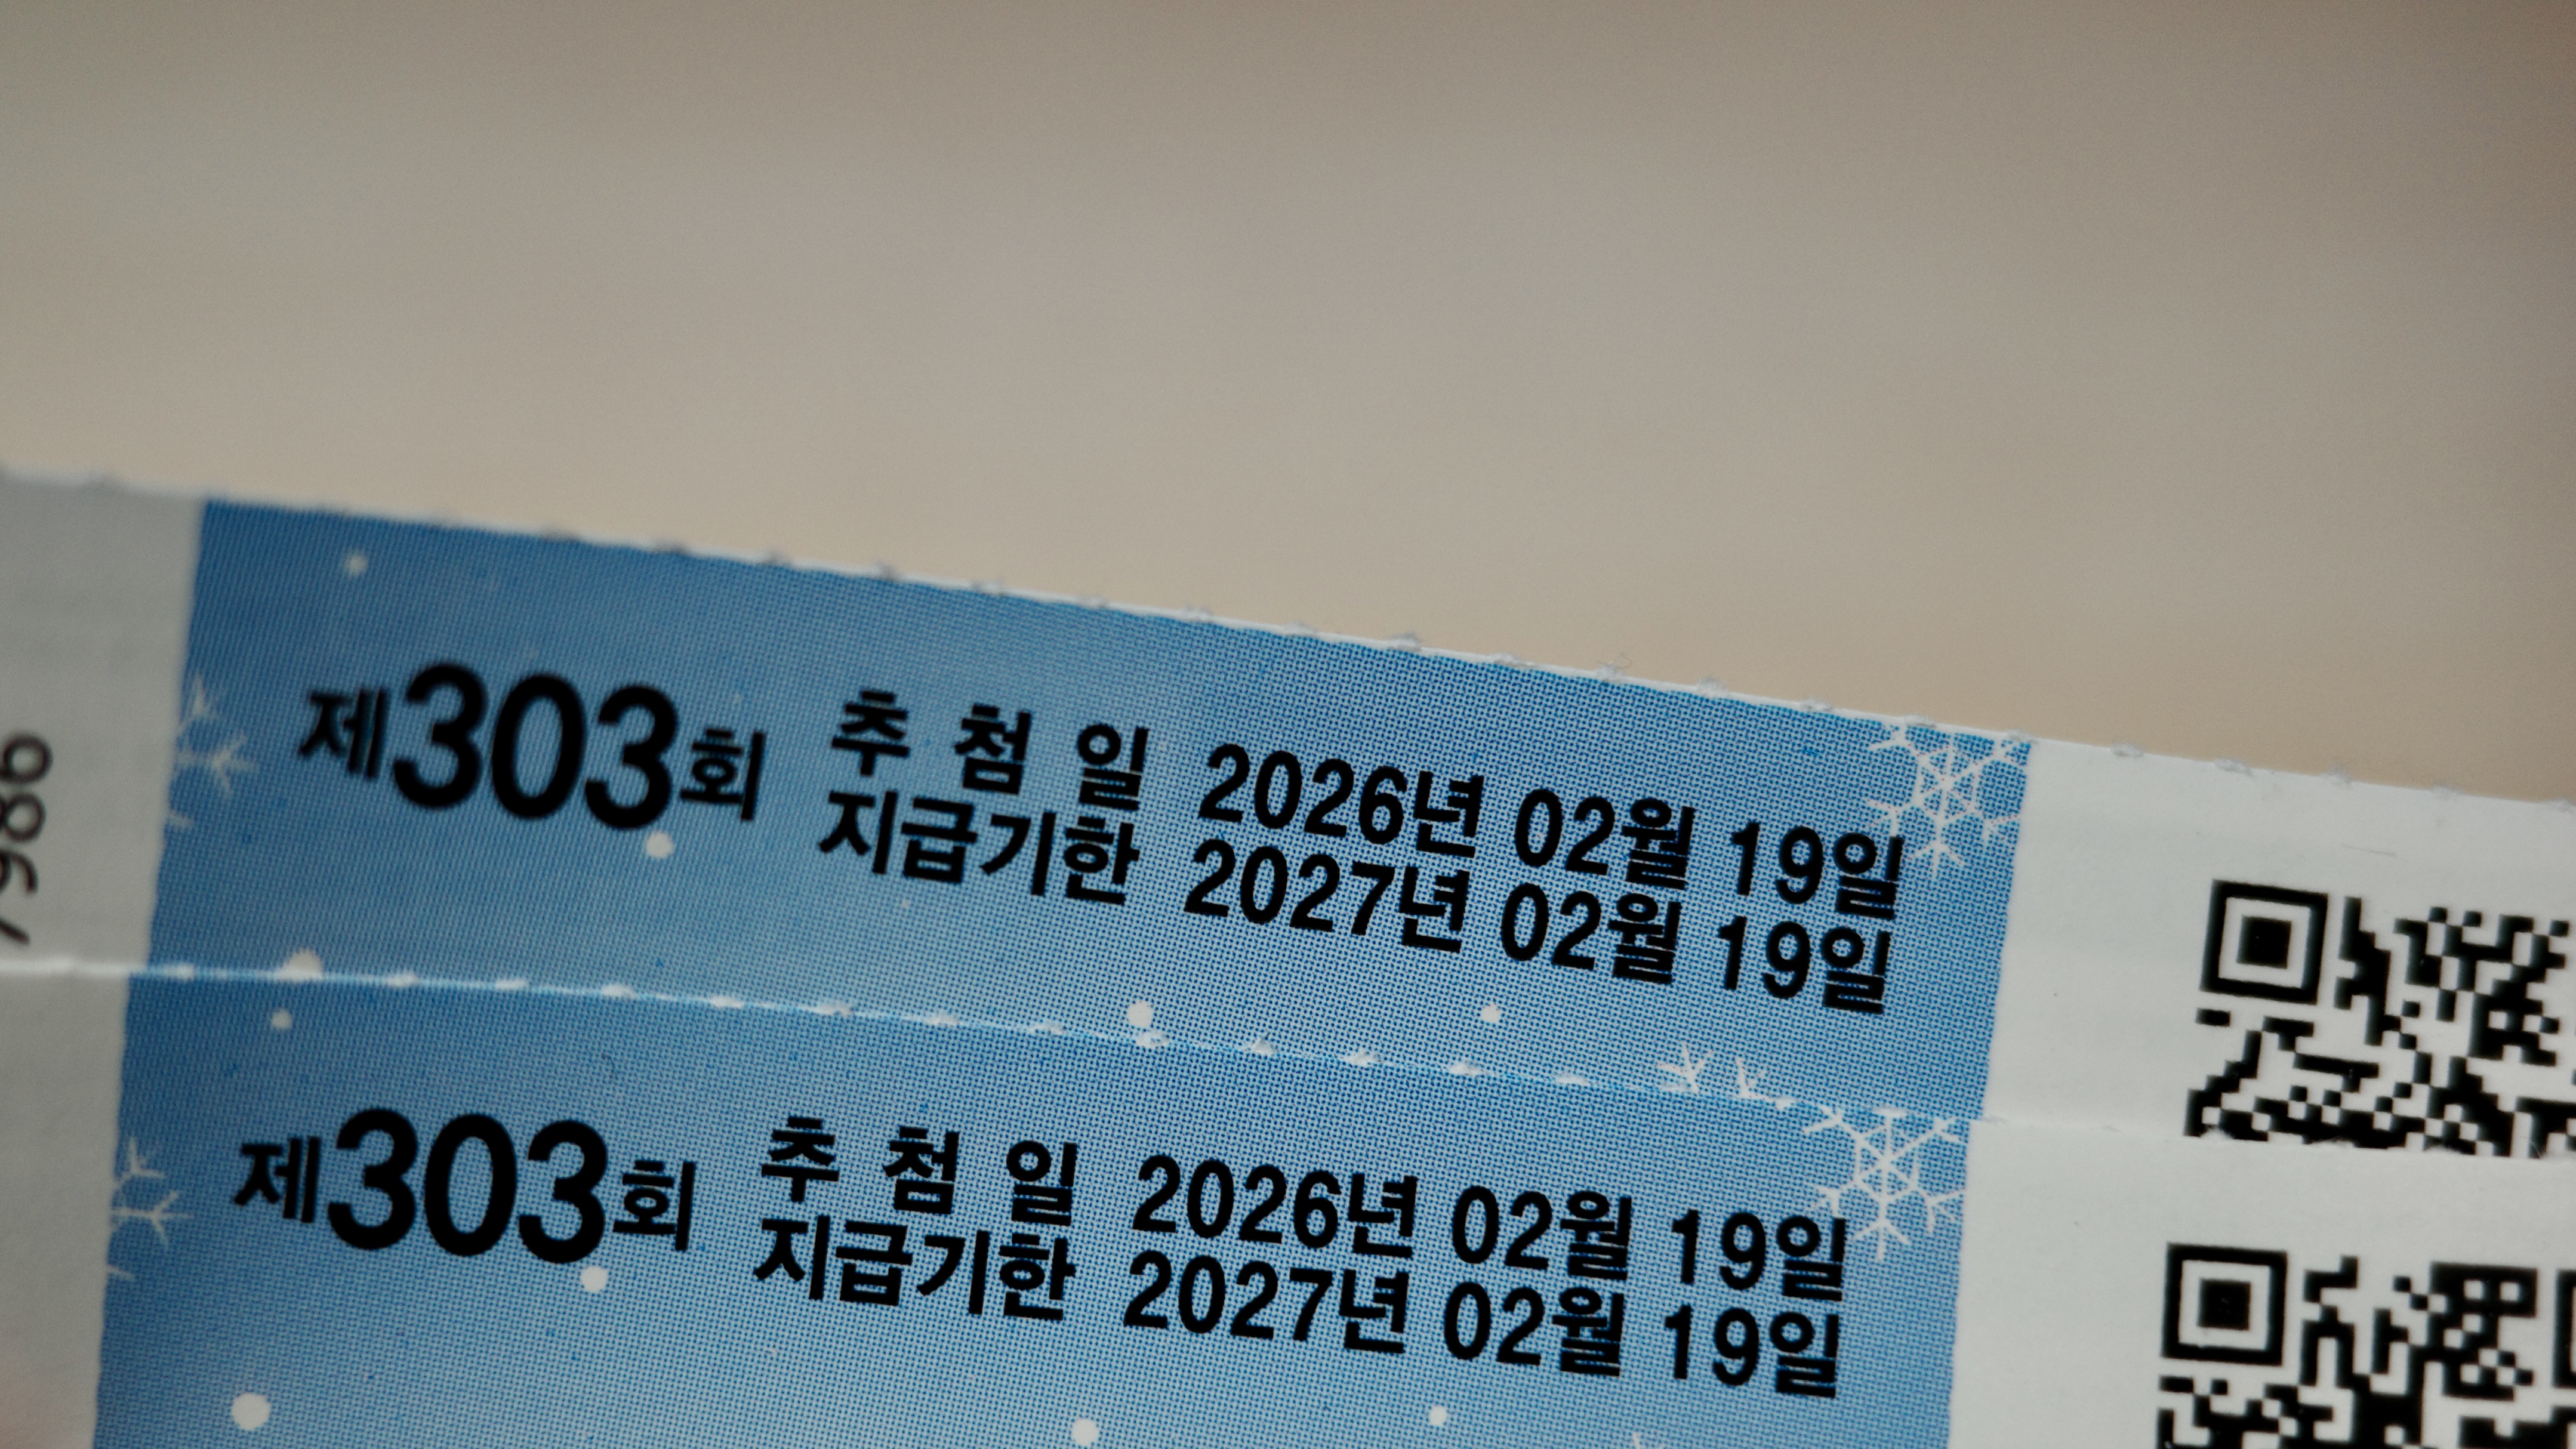 7986
제303회
추 첨 일 2026년 02월 19일
지급기한 2027년 02월 19일
제303회
추 첨 일 2026년 02월 19일
지급기한 2027년 02월 19일